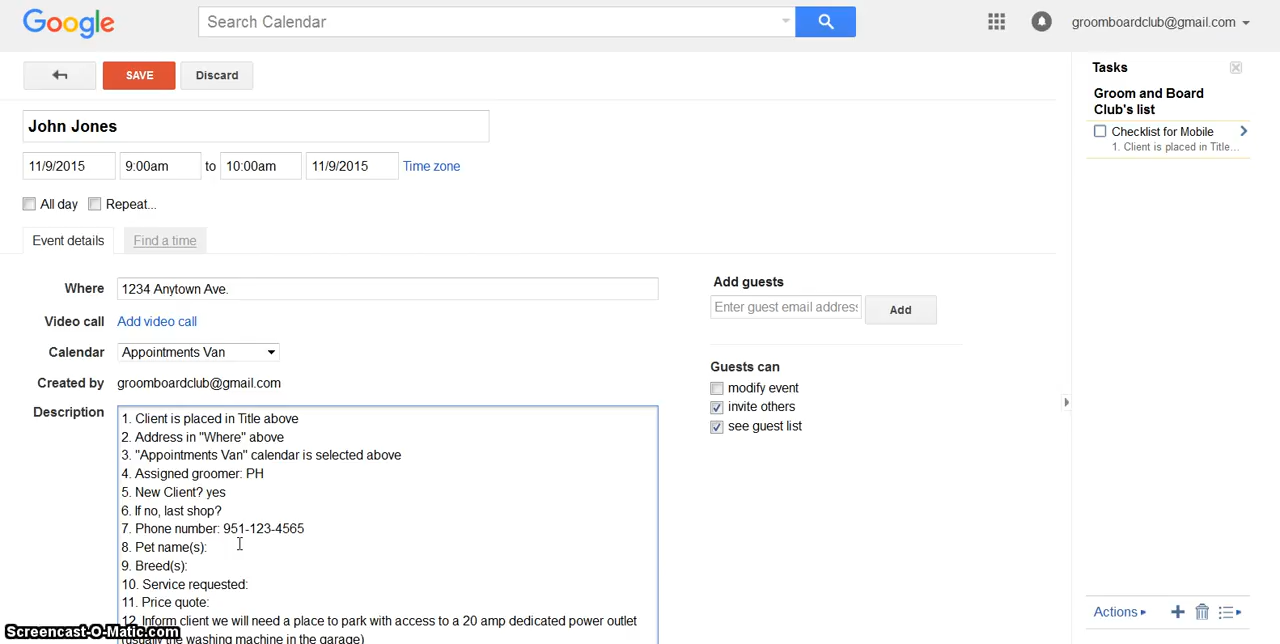 Google
Search Calendar
groomboardclub@gmail.com
SAVE
Discard
Tasks
Groom and Board
Club's list
Checklist for Mobile
1. Client is placed in Title...
John Jones
11/9/2015 9:00am to 10:00am 11/9/2015 Time zone
All day Repeat...
Event details Find a time
Where 1234 Anytown Ave.
Video call Add video call
Calendar Appointments Van
Created by groomboardclub@gmail.com
Description
1. Client is placed in Title above
2. Address in "Where" above
3. "Appointments Van" calendar is selected above
4. Assigned groomer: PH
5. New Client? yes
6. If no, last shop?
7. Phone number: 951-123-4565
8. Pet name(s):
9. Breed(s):
10. Service requested:
11. Price quote:
12. Inform client we will need a place to park with access to a 20 amp dedicated power outlet
(usually the washing machine in the garage)
Add guests
Enter guest email address
Add
Guests can
modify event
invite others
see guest list
Actions
Screencast-O-Matic.com